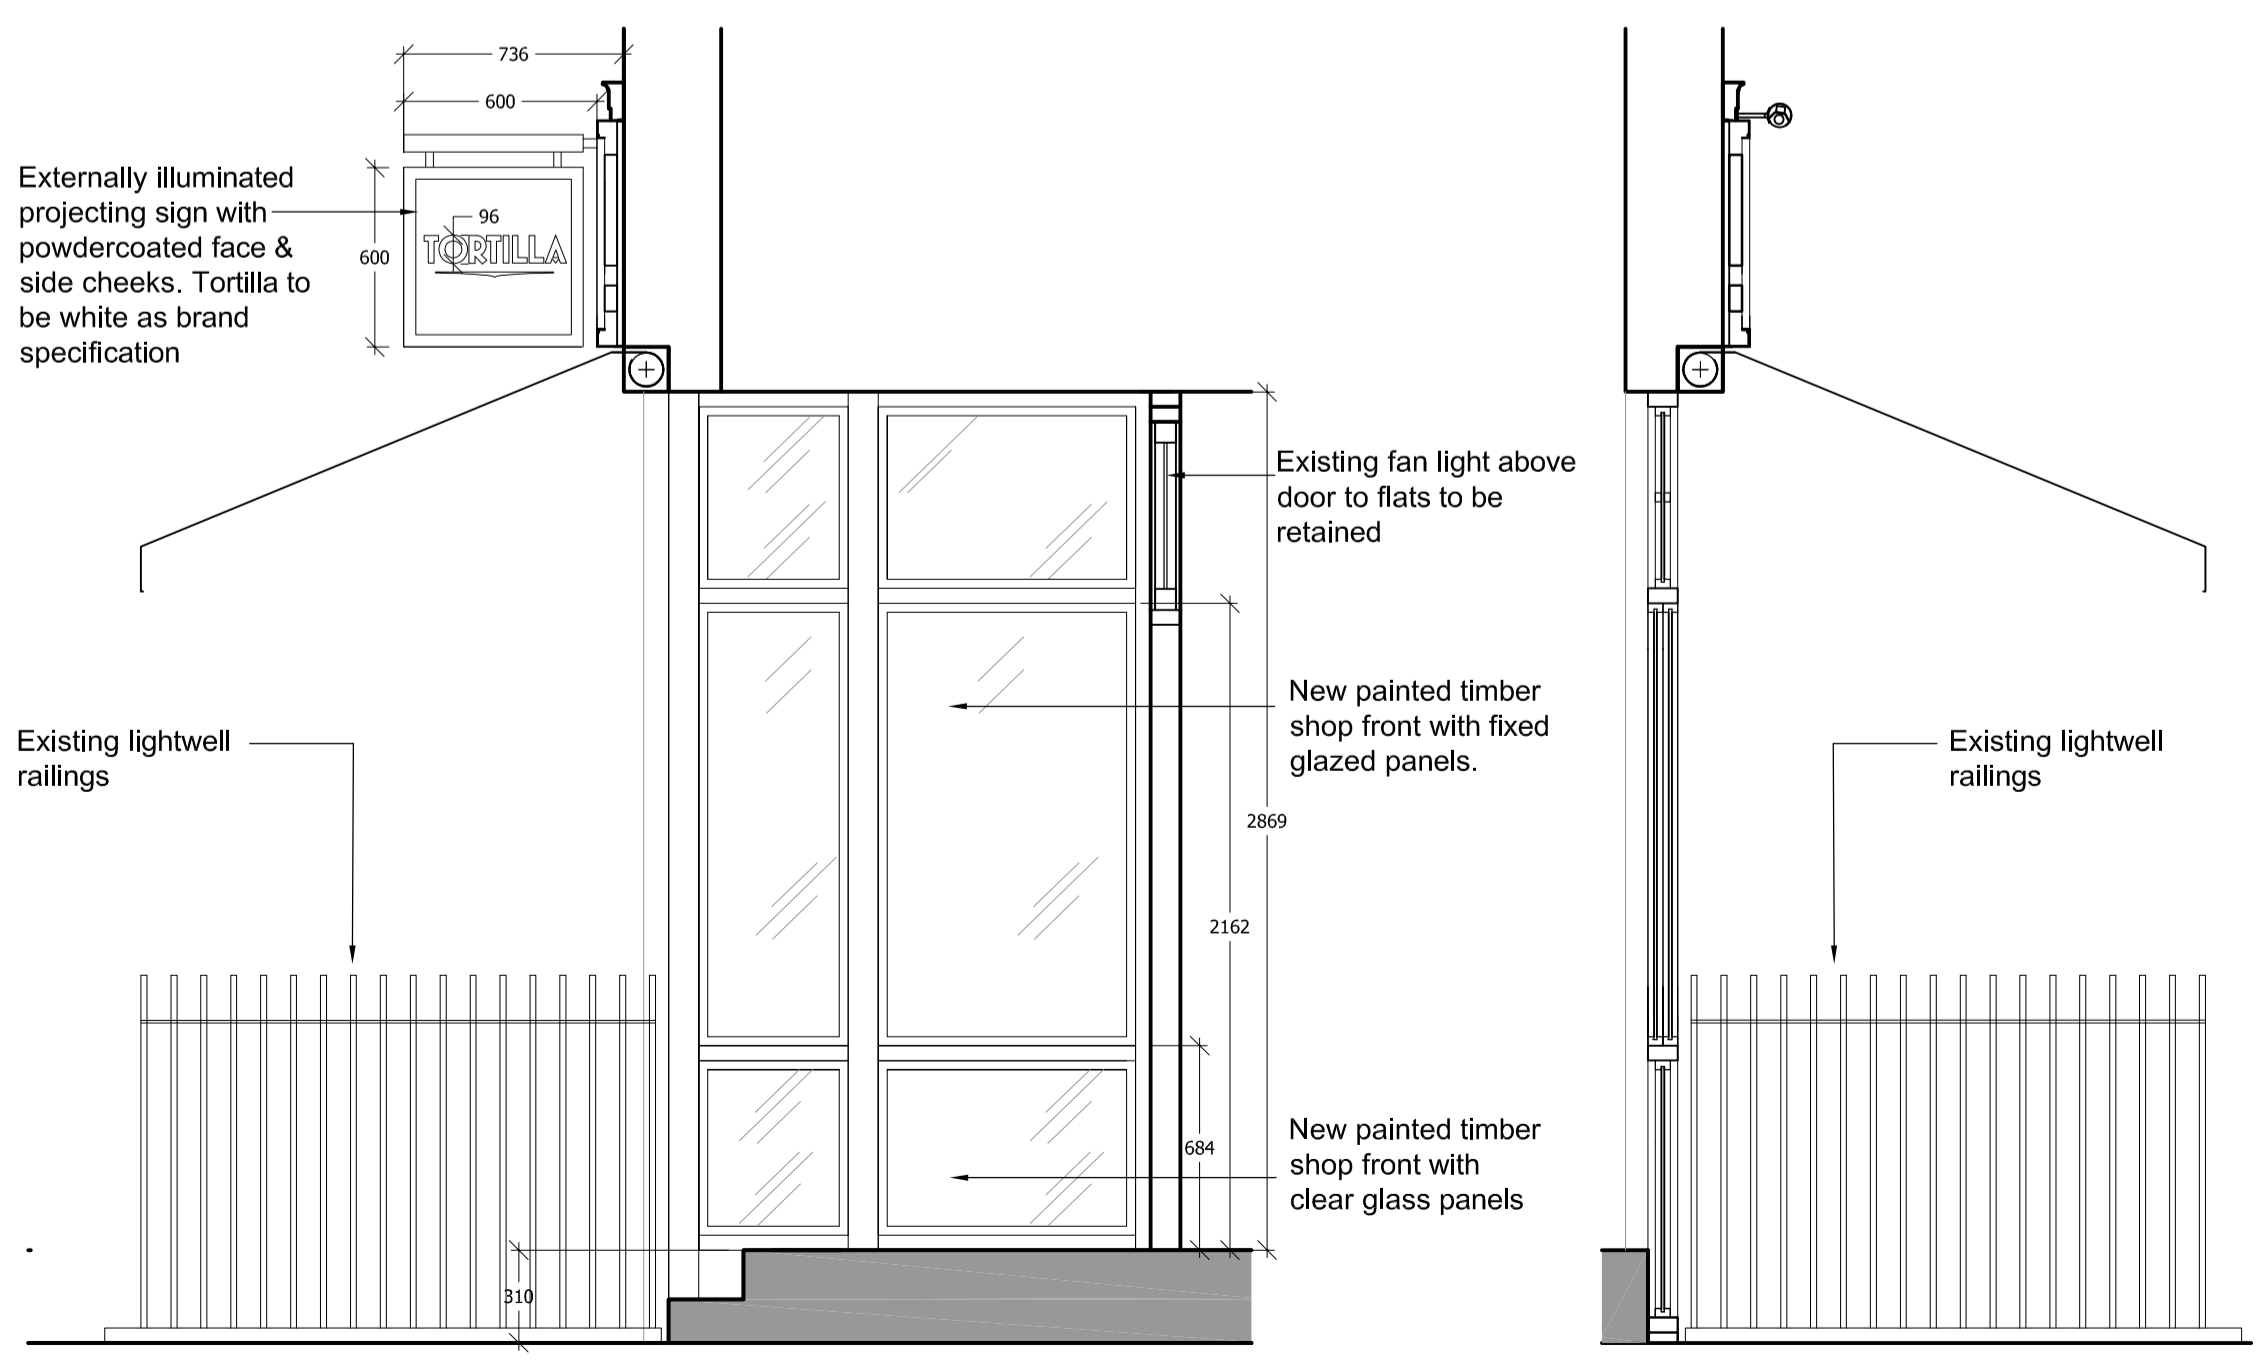 736
600
Externally illuminated
projecting sign with
powdercoated face &
side cheeks. Tortilla to
be white as brand
specification
600
96
TORTILLA
Existing fan light above
door to flats to be
retained
New painted timber
shop front with fixed
glazed panels.
Existing lightwell
railings
Existing lightwell
railings
2869
2162
New painted timber
shop front with
clear glass panels
684
310